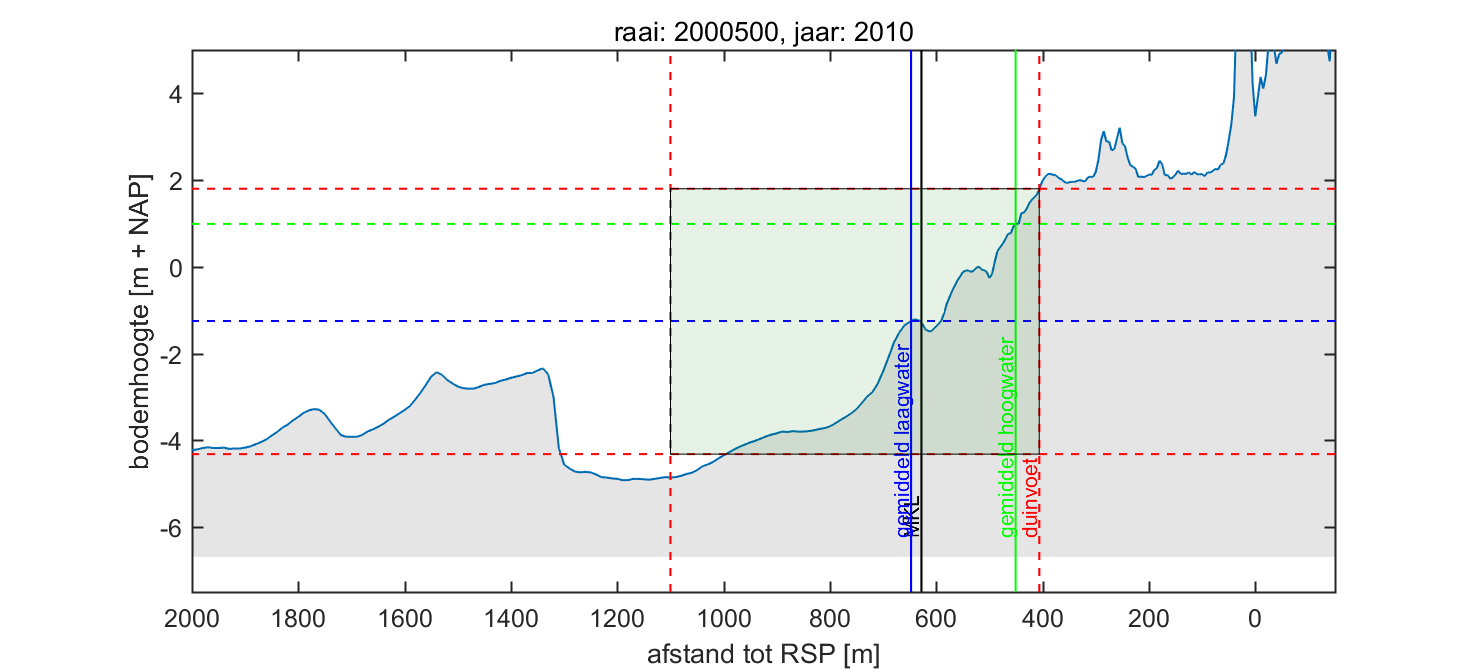 raai: 2000500, jaar: 2010
bodemhoogte [m + NAP]
4
2
0
-2
-4
-6
gemiddeld laagwater
MKL
gemiddeld hoogwater
duinvoet
2000 1800 1600 1400 1200 1000 800 600 400 200 0
afstand tot RSP [m]